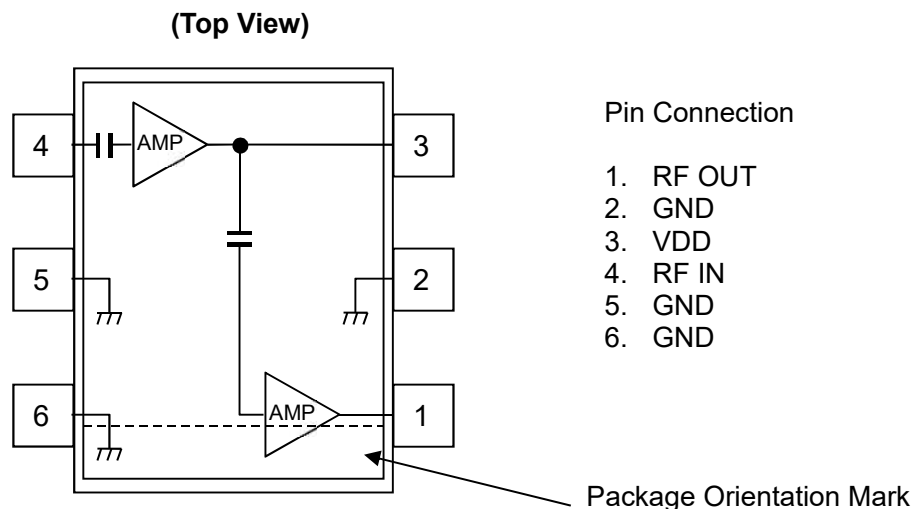 (Top View)
4
AMP
3
5
2
6
AMP
1
Pin Connection
1. RF OUT
2. GND
3. VDD
4. RF IN
5. GND
6. GND
Package Orientation Mark